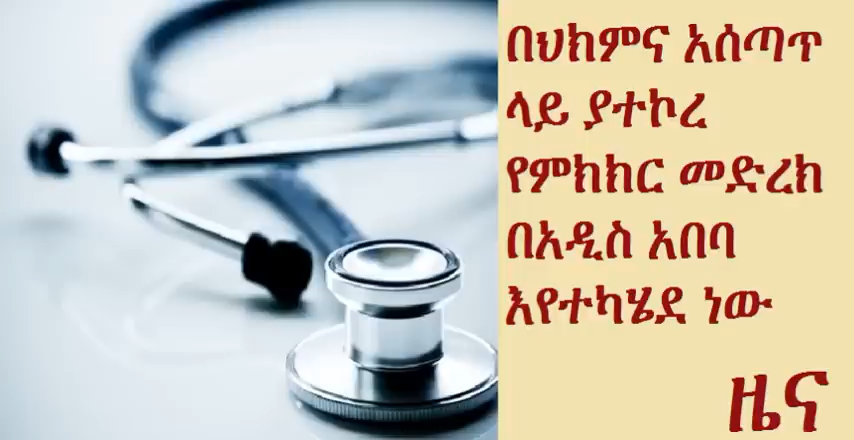 በህክምና አሰጣጥ
ላይ ያተኮረ
የምክክር መድረክ
በአዲስ አበባ
እየተካሄደ ነው
ዜና